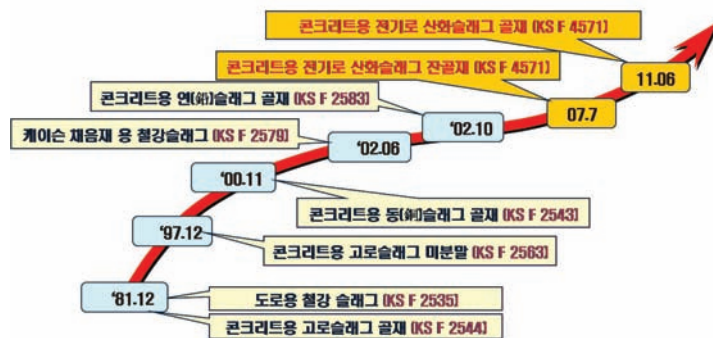 콘크리트용 전기로 산화슬래그 골재 (KS F 4571)
11.06
콘크리트용 전기로 산화슬래그 잔골재 (KS F 4571)
07.7
콘크리트용 연(鉛)슬래그 골재 (KS F 2583)
‘02.10
케이슨 채움재 용 철강슬래그 (KS F 2579)
‘02.06
‘00.11
콘크리트용 동(銅)슬래그 골재 (KS F 2543)
‘97.12
콘크리트용 고로슬래그 미분말 (KS F 2563)
‘81.12
도로용 철강 슬래그 (KS F 2535)
콘크리트용 고로슬래그 골재 (KS F 2544)